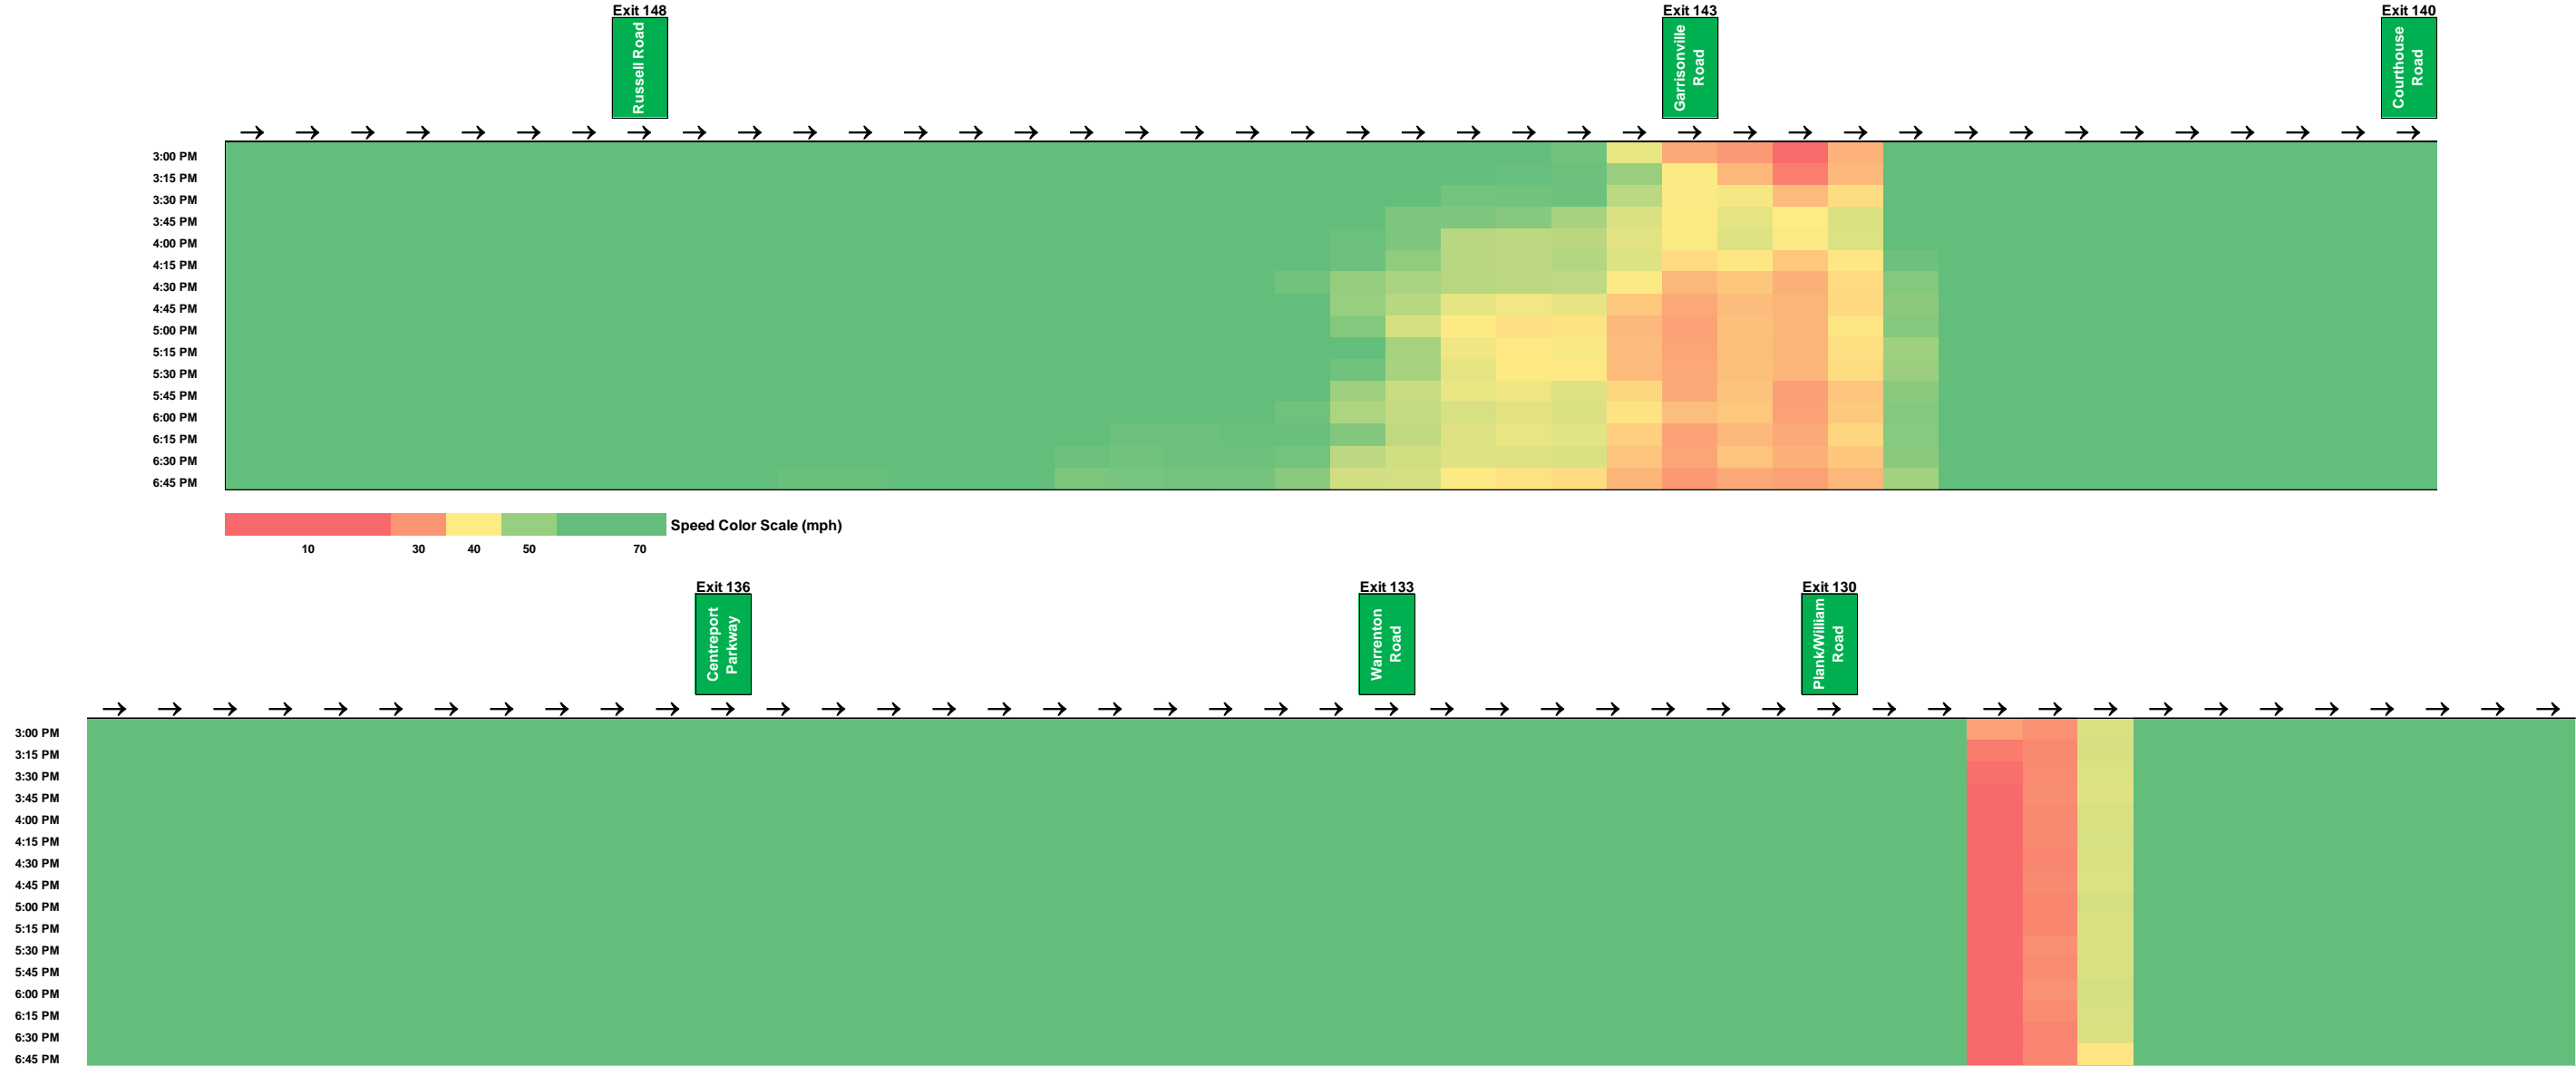 Exit 148
Exit 143
Exit 140
Russell Road
Garrisonville
Road
Courthouse
Road
3:00 PM
3:15 PM
3:30 PM
3:45 PM
4:00 PM
4:15 PM
4:30 PM
4:45 PM
5:00 PM
5:15 PM
5:30 PM
5:45 PM
6:00 PM
6:15 PM
6:30 PM
6:45 PM
Speed Color Scale (mph)
10 30 40 50 70
Exit 136
Exit 133
Exit 130
Centreport
Parkway
Warrenton
Road
Plank/William
Road
3:00 PM
3:15 PM
3:30 PM
3:45 PM
4:00 PM
4:15 PM
4:30 PM
4:45 PM
5:00 PM
5:15 PM
5:30 PM
5:45 PM
6:00 PM
6:15 PM
6:30 PM
6:45 PM